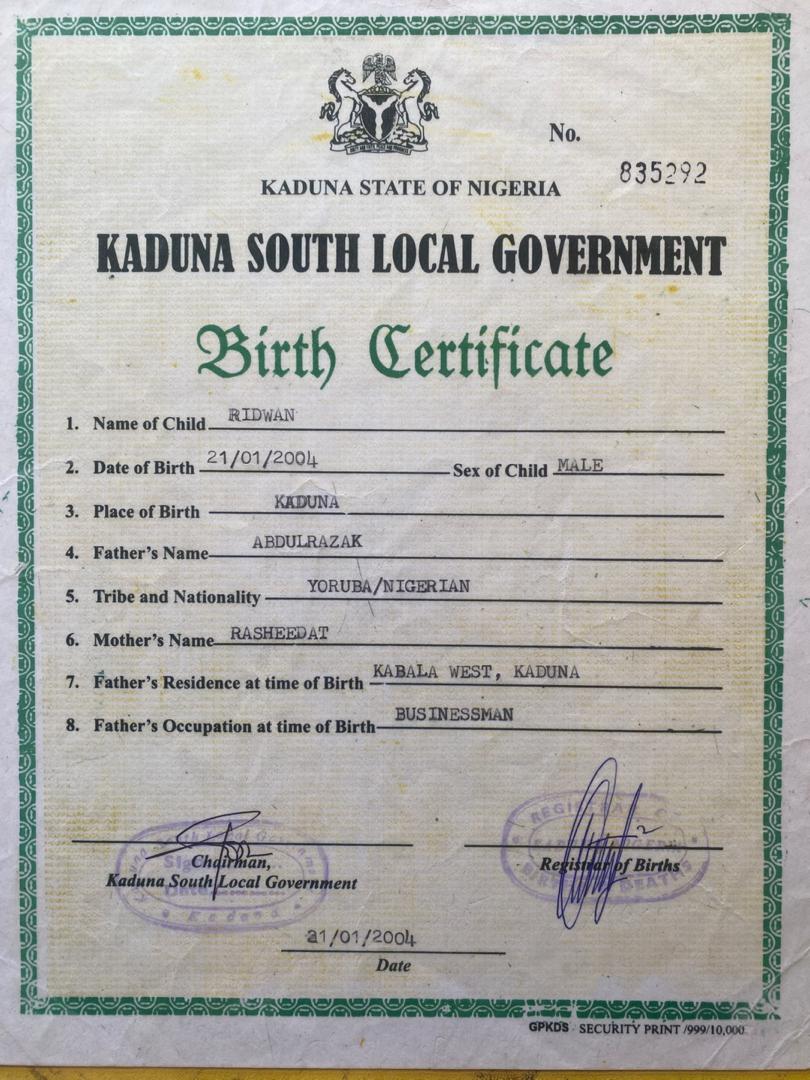 No.
835292
KADUNA STATE OF NIGERIA
KADUNA SOUTH LOCAL GOVERNMENT
Birth Certificate
1. Name of Child RIDWAN
2. Date of Birth 21/01/2004 Sex of Child MALE
3. Place of Birth KADUNA
4. Father's Name ABDULRAZAK
5. Tribe and Nationality YORUBA/NIGERIAN
6. Mother's Name RASHEEDAT
7. Father's Residence at time of Birth KABALA WEST, KADUNA
8. Father's Occupation at time of Birth BUSINESSMAN
Chairman,
Kaduna South Local Government
Registrar of Births
21/01/2004
Date
GPKDS SECURITY PRINT /999/10,000